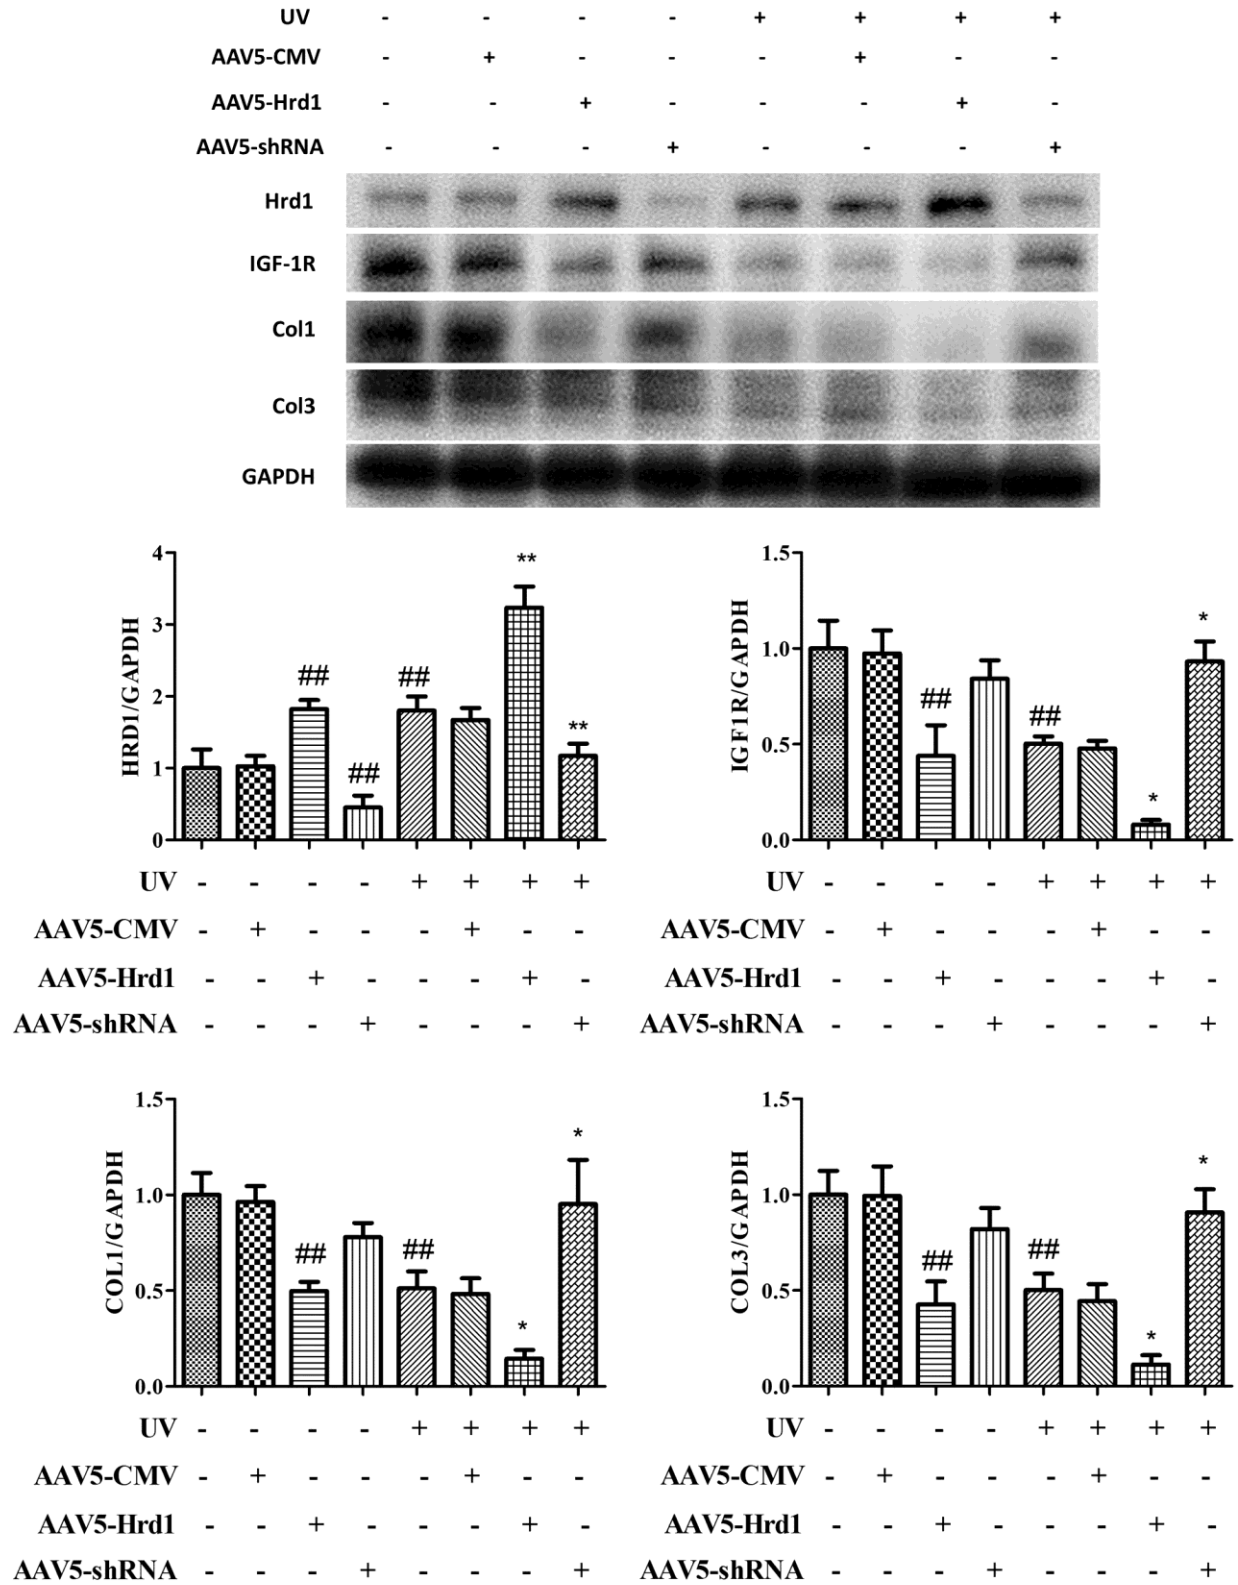 UV - - - - + + + +
AAV5-CMV - + - - - + - -
AAV5-Hrd1 - - + - - - + -
AAV5-shRNA - - - + - - - +
Hrd1
IGF-1R
Col1
Col3
GAPDH
HRD1/GAPDH
4
3
2
1
0
##
##
##
**
**
UV - - - - + + + +
AAV5-CMV - + - - - + - -
AAV5-Hrd1 - - + - - - + -
AAV5-shRNA - - - + - - - +
IGF1R/GAPDH
1.5
1.0
0.5
0.0
##
##
*
*
UV - - - - + + + +
AAV5-CMV - + - - - + - -
AAV5-Hrd1 - - + - - - + -
AAV5-shRNA - - - + - - - +
COL1/GAPDH
1.5
1.0
0.5
0.0
##
##
*
*
UV - - - - + + + +
AAV5-CMV - + - - - + - -
AAV5-Hrd1 - - + - - - + -
AAV5-shRNA - - - + - - - +
COL3/GAPDH
1.5
1.0
0.5
0.0
##
##
*
*
UV - - - - + + + +
AAV5-CMV - + - - - + - -
AAV5-Hrd1 - - + - - - + -
AAV5-shRNA - - - + - - - +